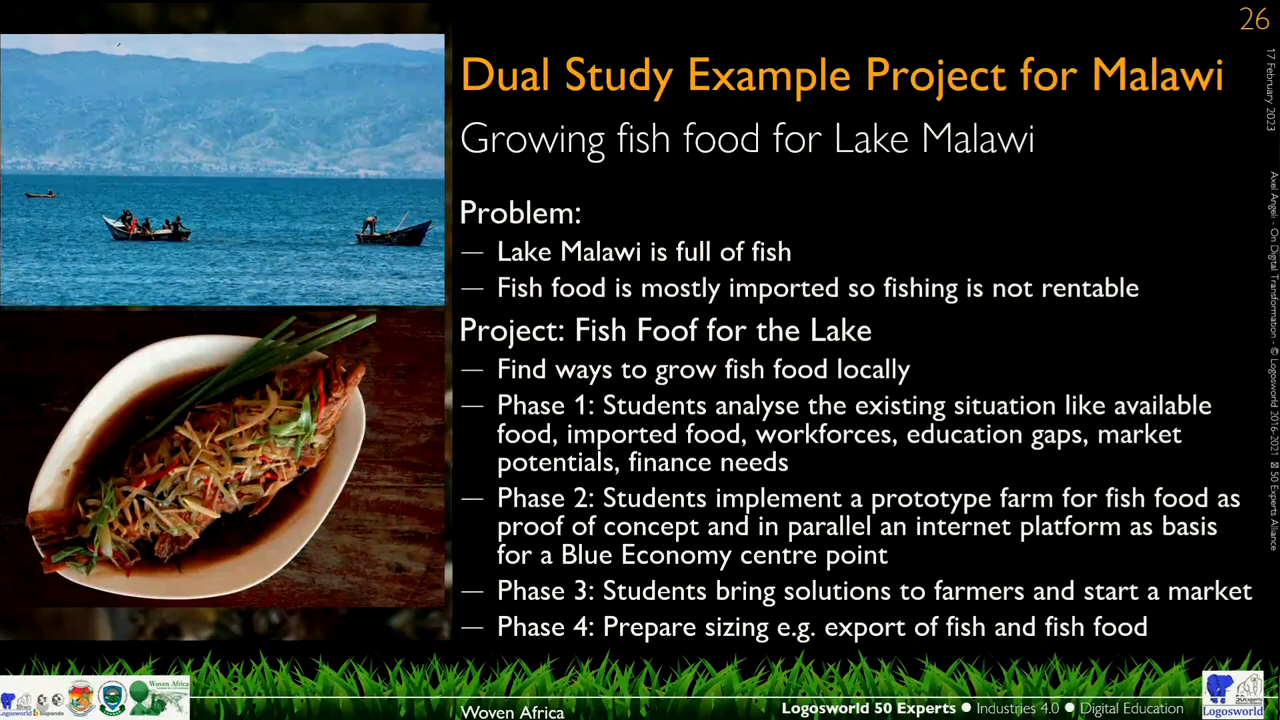 26
Dual Study Example Project for Malawi
Growing fish food for Lake Malawi
Problem:
— Lake Malawi is full of fish
— Fish food is mostly imported so fishing is not rentable
Project: Fish Foof for the Lake
— Find ways to grow fish food locally
— Phase 1: Students analyse the existing situation like available
food, imported food, workforces, education gaps, market
potentials, finance needs
— Phase 2: Students implement a prototype farm for fish food as
proof of concept and in parallel an internet platform as basis
for a Blue Economy centre point
— Phase 3: Students bring solutions to farmers and start a market
— Phase 4: Prepare sizing e.g. export of fish and fish food
17 February 2023
Axel Angeli - On Digital Transformation - © Logosworld 2016-2021 50 Experts Alliance
Logosworld
Woven Africa
Woven Africa
Logosworld 50 Experts ● Industries 4.0 ● Digital Education
Logosworld